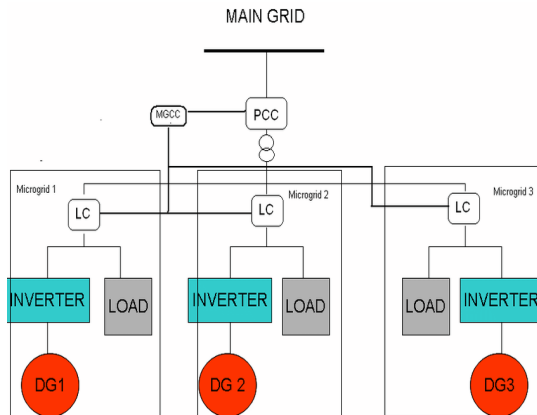 MAIN GRID
MGCC
PCC
Microgrid 1
Microgrid 2
Microgrid 3
LC
LC
LC
INVERTER
LOAD
INVERTER
LOAD
LOAD
INVERTER
DG1
DG 2
DG3